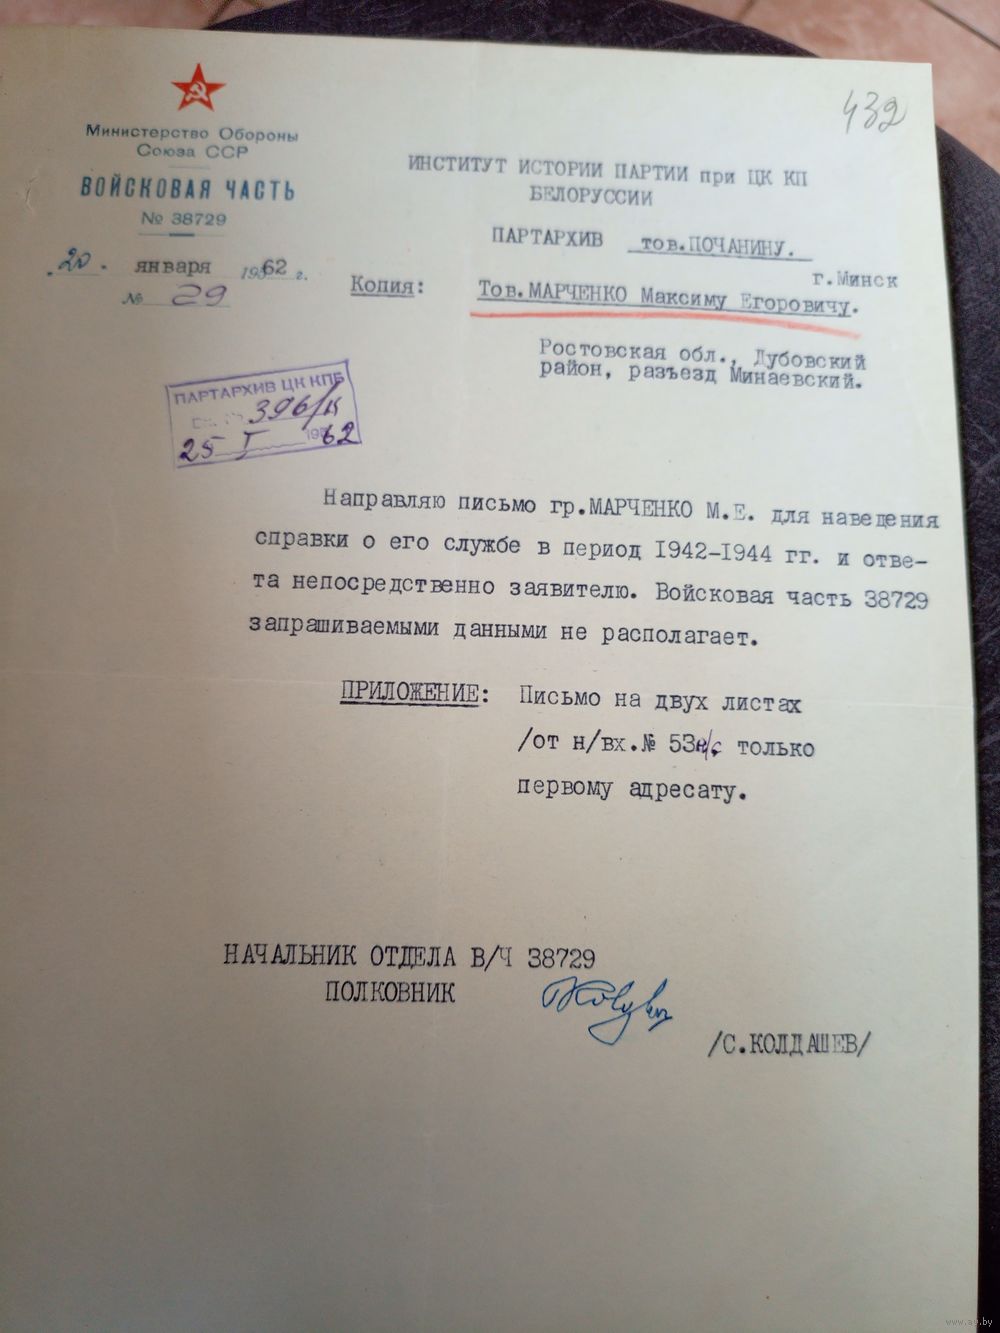 432
Министерство Обороны
Союза ССР
ВОЙСКОВАЯ ЧАСТЬ
№ 38729
20. января 1962 г.
№ 29
ИНСТИТУТ ИСТОРИИ ПАРТИИ при ЦК КП
БЕЛОРУССИИ
ПАРТАРХИВ тов.ПОЧАНИНУ.
г.Минск
Копия: Тов.МАРЧЕНКО Максиму Егоровичу.
Ростовская обл., Дубовский
район, разъезд Минаевский.
ПАРТАРХИВ ЦК КПБ
396/к
25 I 1962
Направляю письмо гр.МАРЧЕНКО М.Е. для наведения
справки о его службе в период 1942-1944 гг. и отве-
та непосредственно заявителю. Войсковая часть 38729
запрашиваемыми данными не располагает.
ПРИЛОЖЕНИЕ: Письмо на двух листах
/от н/вх.№ 53 только
первому адресату.
НАЧАЛЬНИК ОТДЕЛА В/Ч 38729
ПОЛКОВНИК
/С.КОЛДАШЕВ/
www.ay.by